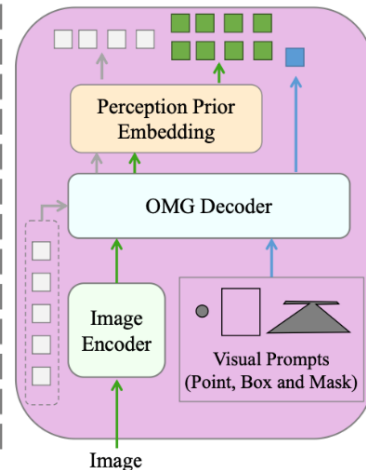 Perception Prior
Embedding
OMG Decoder
Image
Encoder
Visual Prompts
(Point, Box and Mask)
Image